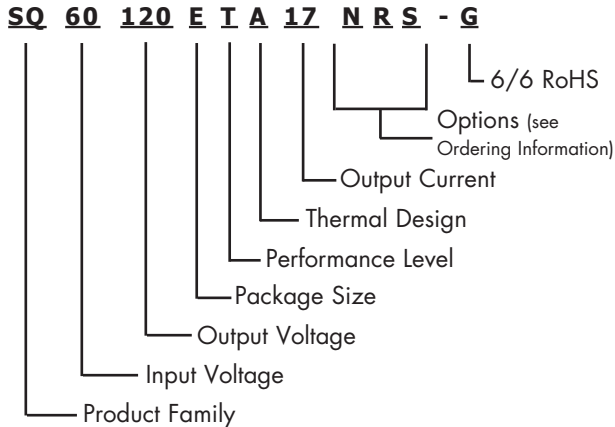 SQ 60 120 E T A 17 N R S - G
6/6 RoHS
Options (see
Ordering Information)
Output Current
Thermal Design
Performance Level
Package Size
Output Voltage
Input Voltage
Product Family